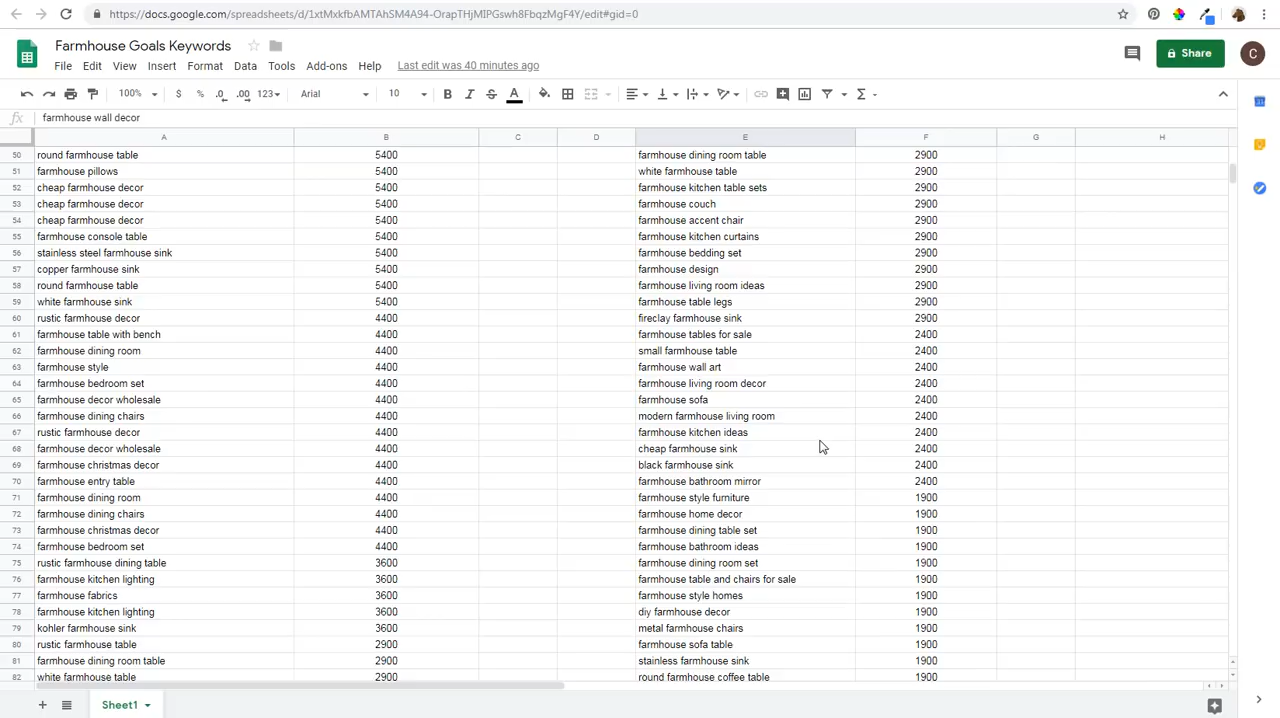 https://docs.google.com/spreadsheets/d/1xtMxkfbAMTAhSM4A94-OrapTHjMIPGswh8FbqzMgF4Y/edit#gid=0
Farmhouse Goals Keywords
File Edit View Insert Format Data Tools Add-ons Help Last edit was 40 minutes ago
Share
C
100% $ % .0 .00 123 Arial 10 B I S A
fx farmhouse wall decor
A B C D E F G H
50 round farmhouse table 5400 farmhouse dining room table 2900
51 farmhouse pillows 5400 white farmhouse table 2900
52 cheap farmhouse decor 5400 farmhouse kitchen table sets 2900
53 cheap farmhouse decor 5400 farmhouse couch 2900
54 cheap farmhouse decor 5400 farmhouse accent chair 2900
55 farmhouse console table 5400 farmhouse kitchen curtains 2900
56 stainless steel farmhouse sink 5400 farmhouse bedding set 2900
57 copper farmhouse sink 5400 farmhouse design 2900
58 round farmhouse table 5400 farmhouse living room ideas 2900
59 white farmhouse sink 5400 farmhouse table legs 2900
60 rustic farmhouse decor 4400 fireclay farmhouse sink 2900
61 farmhouse table with bench 4400 farmhouse tables for sale 2400
62 farmhouse dining room 4400 small farmhouse table 2400
63 farmhouse style 4400 farmhouse wall art 2400
64 farmhouse bedroom set 4400 farmhouse living room decor 2400
65 farmhouse decor wholesale 4400 farmhouse sofa 2400
66 farmhouse dining chairs 4400 modern farmhouse living room 2400
67 rustic farmhouse decor 4400 farmhouse kitchen ideas 2400
68 farmhouse decor wholesale 4400 cheap farmhouse sink 2400
69 farmhouse christmas decor 4400 black farmhouse sink 2400
70 farmhouse entry table 4400 farmhouse bathroom mirror 2400
71 farmhouse dining room 4400 farmhouse style furniture 1900
72 farmhouse dining chairs 4400 farmhouse home decor 1900
73 farmhouse christmas decor 4400 farmhouse dining table set 1900
74 farmhouse bedroom set 4400 farmhouse bathroom ideas 1900
75 rustic farmhouse dining table 3600 farmhouse dining room set 1900
76 farmhouse kitchen lighting 3600 farmhouse table and chairs for sale 1900
77 farmhouse fabrics 3600 farmhouse style homes 1900
78 farmhouse kitchen lighting 3600 diy farmhouse decor 1900
79 kohler farmhouse sink 3600 metal farmhouse chairs 1900
80 rustic farmhouse table 2900 farmhouse sofa table 1900
81 farmhouse dining room table 2900 stainless farmhouse sink 1900
82 white farmhouse table 2900 round farmhouse coffee table 1900
Sheet1